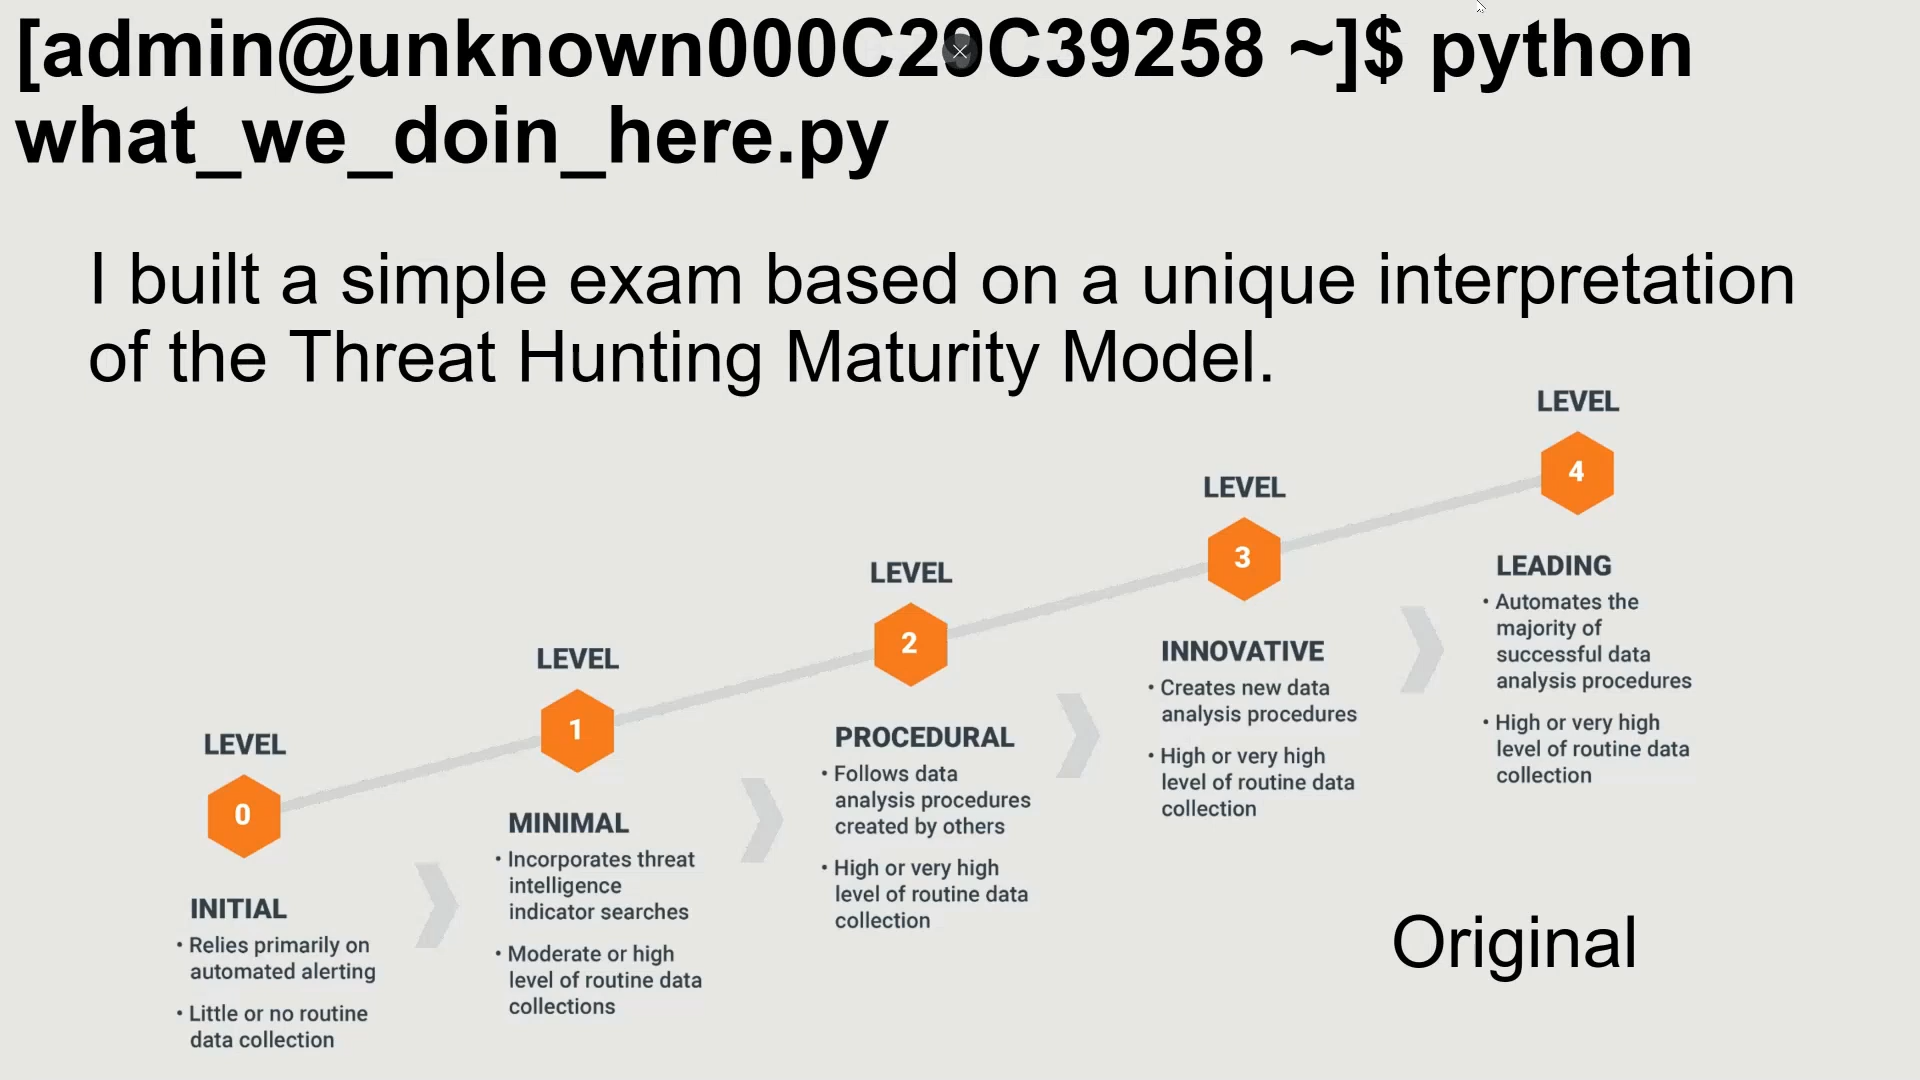 [admin@unknown000C29C39258 ~]$ python
what_we_doin_here.py
I built a simple exam based on a unique interpretation
of the Threat Hunting Maturity Model.
LEVEL
0
INITIAL
• Relies primarily on
automated alerting
• Little or no routine
data collection
LEVEL
1
MINIMAL
• Incorporates threat
intelligence
indicator searches
• Moderate or high
level of routine data
collections
LEVEL
2
PROCEDURAL
• Follows data
analysis procedures
created by others
• High or very high
level of routine data
collection
LEVEL
3
INNOVATIVE
• Creates new data
analysis procedures
• High or very high
level of routine data
collection
LEVEL
4
LEADING
• Automates the
majority of
successful data
analysis procedures
• High or very high
level of routine data
collection
Original